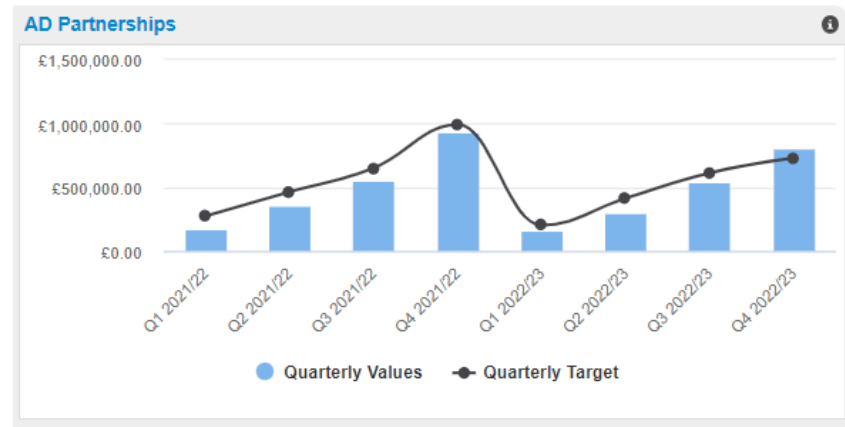 AD Partnerships
£1,500,000.00
£1,000,000.00
£500,000.00
£0.00
Q1 2021/22
Q2 2021/22
Q3 2021/22
Q4 2021/22
Q1 2022/23
Q2 2022/23
Q3 2022/23
Q4 2022/23
Quarterly Values Quarterly Target